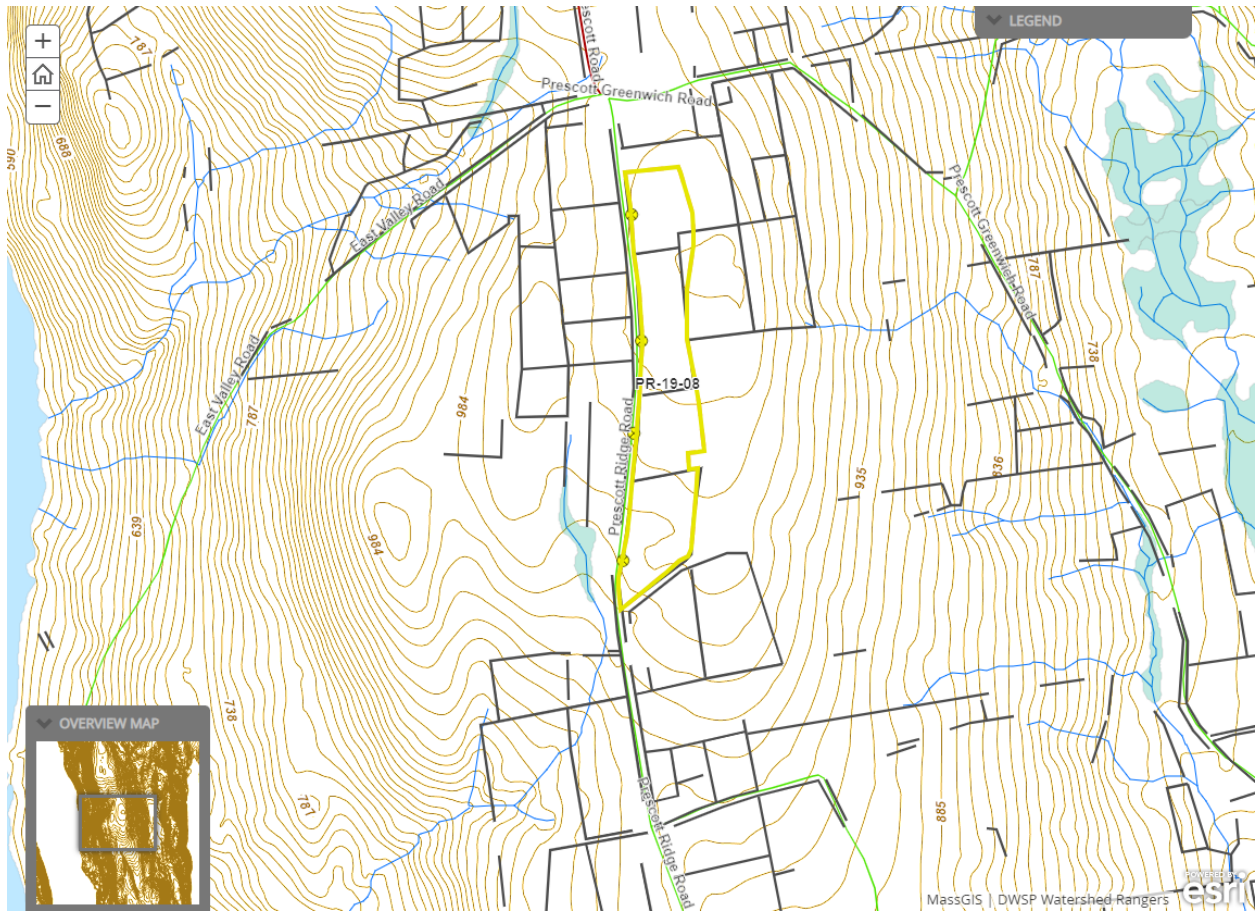 LEGEND
+
−
787
688
590
Prescott Road
Prescott Greenwich Road
East Valley Road
Prescott Greenwich Road
787
East Valley Road
787
984
PR-19-08
738
Prescott Ridge Road
935
836
639
984
738
787
885
Prescott Ridge Road
OVERVIEW MAP
MassGIS | DWSP Watershed Rangers
POWERED BY
esri